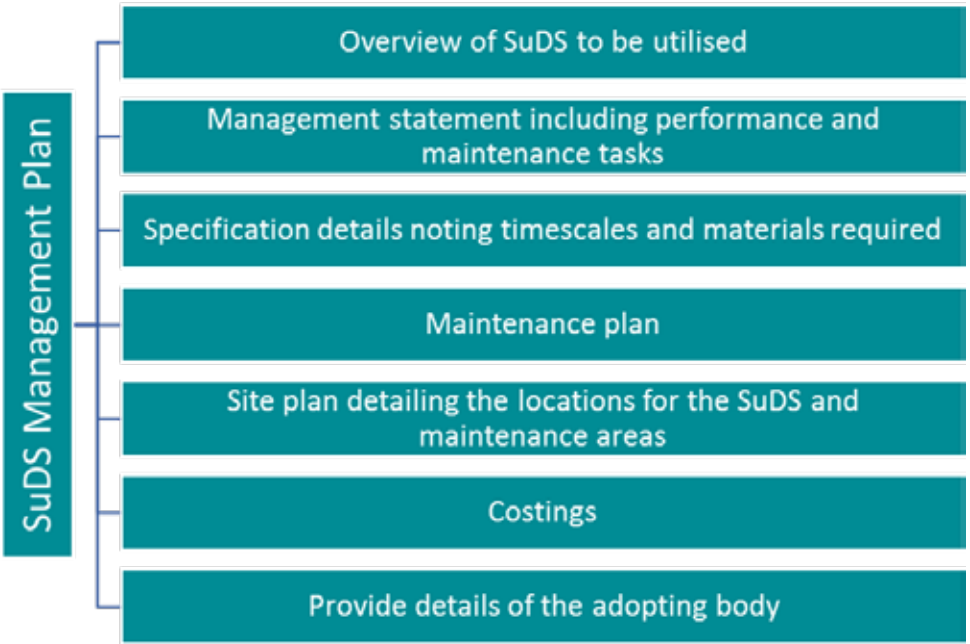 SuDS Management Plan
Overview of SuDS to be utilised
Management statement including performance and
maintenance tasks
Specification details noting timescales and materials required
Maintenance plan
Site plan detailing the locations for the SuDS and
maintenance areas
Costings
Provide details of the adopting body